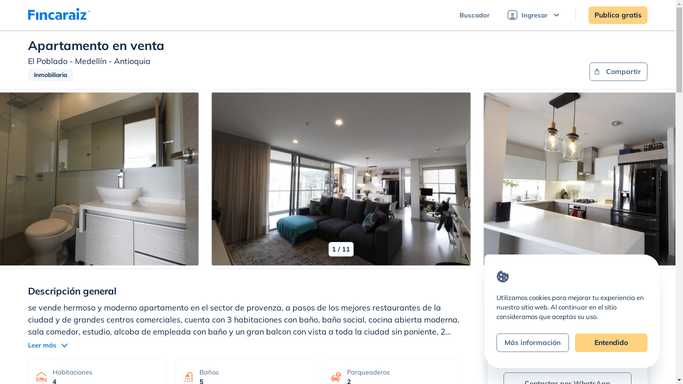 Fincaraiz
Buscador
Ingresar
Publica gratis
Apartamento en venta
El Poblado - Medellín - Antioquia
Inmobiliaria
Compartir
1 / 11
Descripción general
se vende hermoso y moderno apartamento en el sector de provenza, a pasos de los mejores restaurantes de la
ciudad y de grandes centros comerciales, cuenta con 3 habitaciones con baño, baño social, cocina abierta moderna,
sala comedor, estudio, alcoba de empleada con baño y un gran balcon con vista a toda la ciudad sin poniente, 2...
Leer más
Habitaciones
4
Baños
5
Parqueaderos
2
Utilizamos cookies para mejorar tu experiencia en
nuestro sitio web. Al continuar en el sitio
consideramos que aceptas su uso.
Más información
Entendido
Contactar por WhatsApp